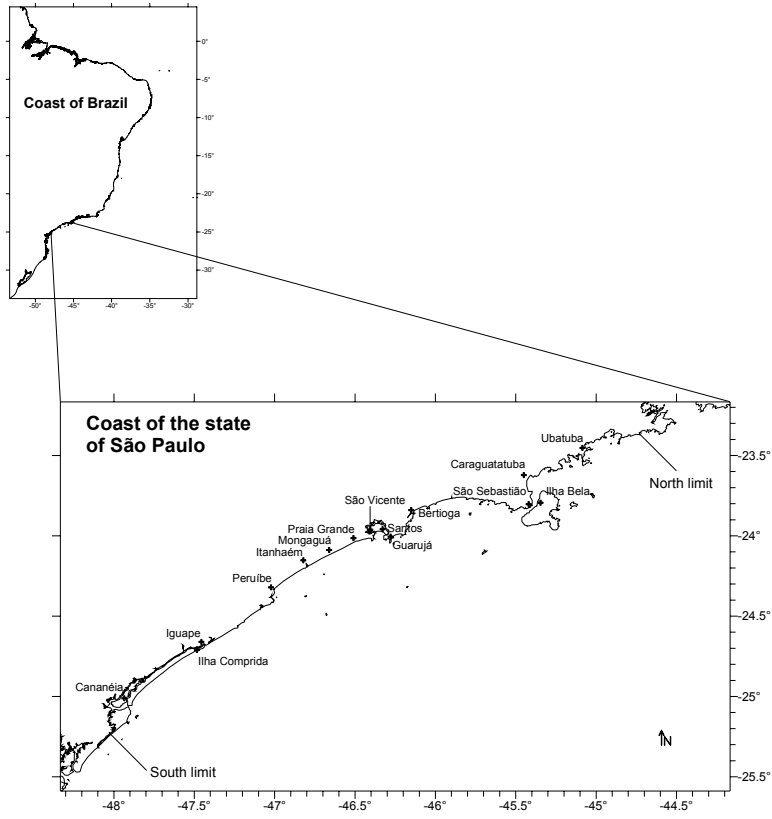 0°
-5°
-10°
-15°
-20°
-25°
-30°
-50°
-45°
-40°
-35°
-30°
Coast of Brazil
Coast of the state
of São Paulo
Ubatuba
Caraguatatuba
North limit
São Sebastião
Ilha Bela
São Vicente
Bertioga
Praia Grande
Santos
Mongaguá
Guarujá
Itanhaém
Peruíbe
Iguape
Ilha Comprida
Cananéia
South limit
N
-23.5°
-24°
-24.5°
-25°
-25.5°
-48°
-47.5°
-47°
-46.5°
-46°
-45.5°
-45°
-44.5°